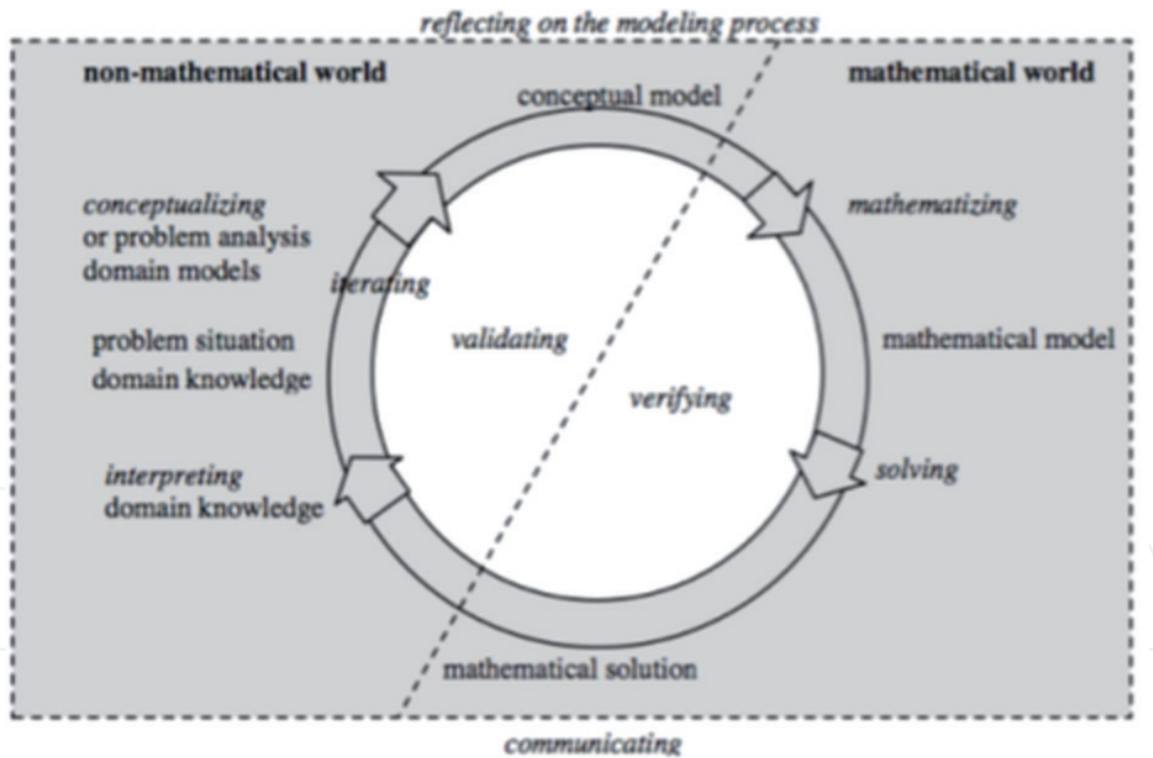 reflecting on the modeling process
non-mathematical world
mathematical world
conceptual model
conceptualizing
or problem analysis
domain models
mathematizing
iterating
problem situation
domain knowledge
validating
mathematical model
verifying
interpreting
domain knowledge
solving
mathematical solution
communicating